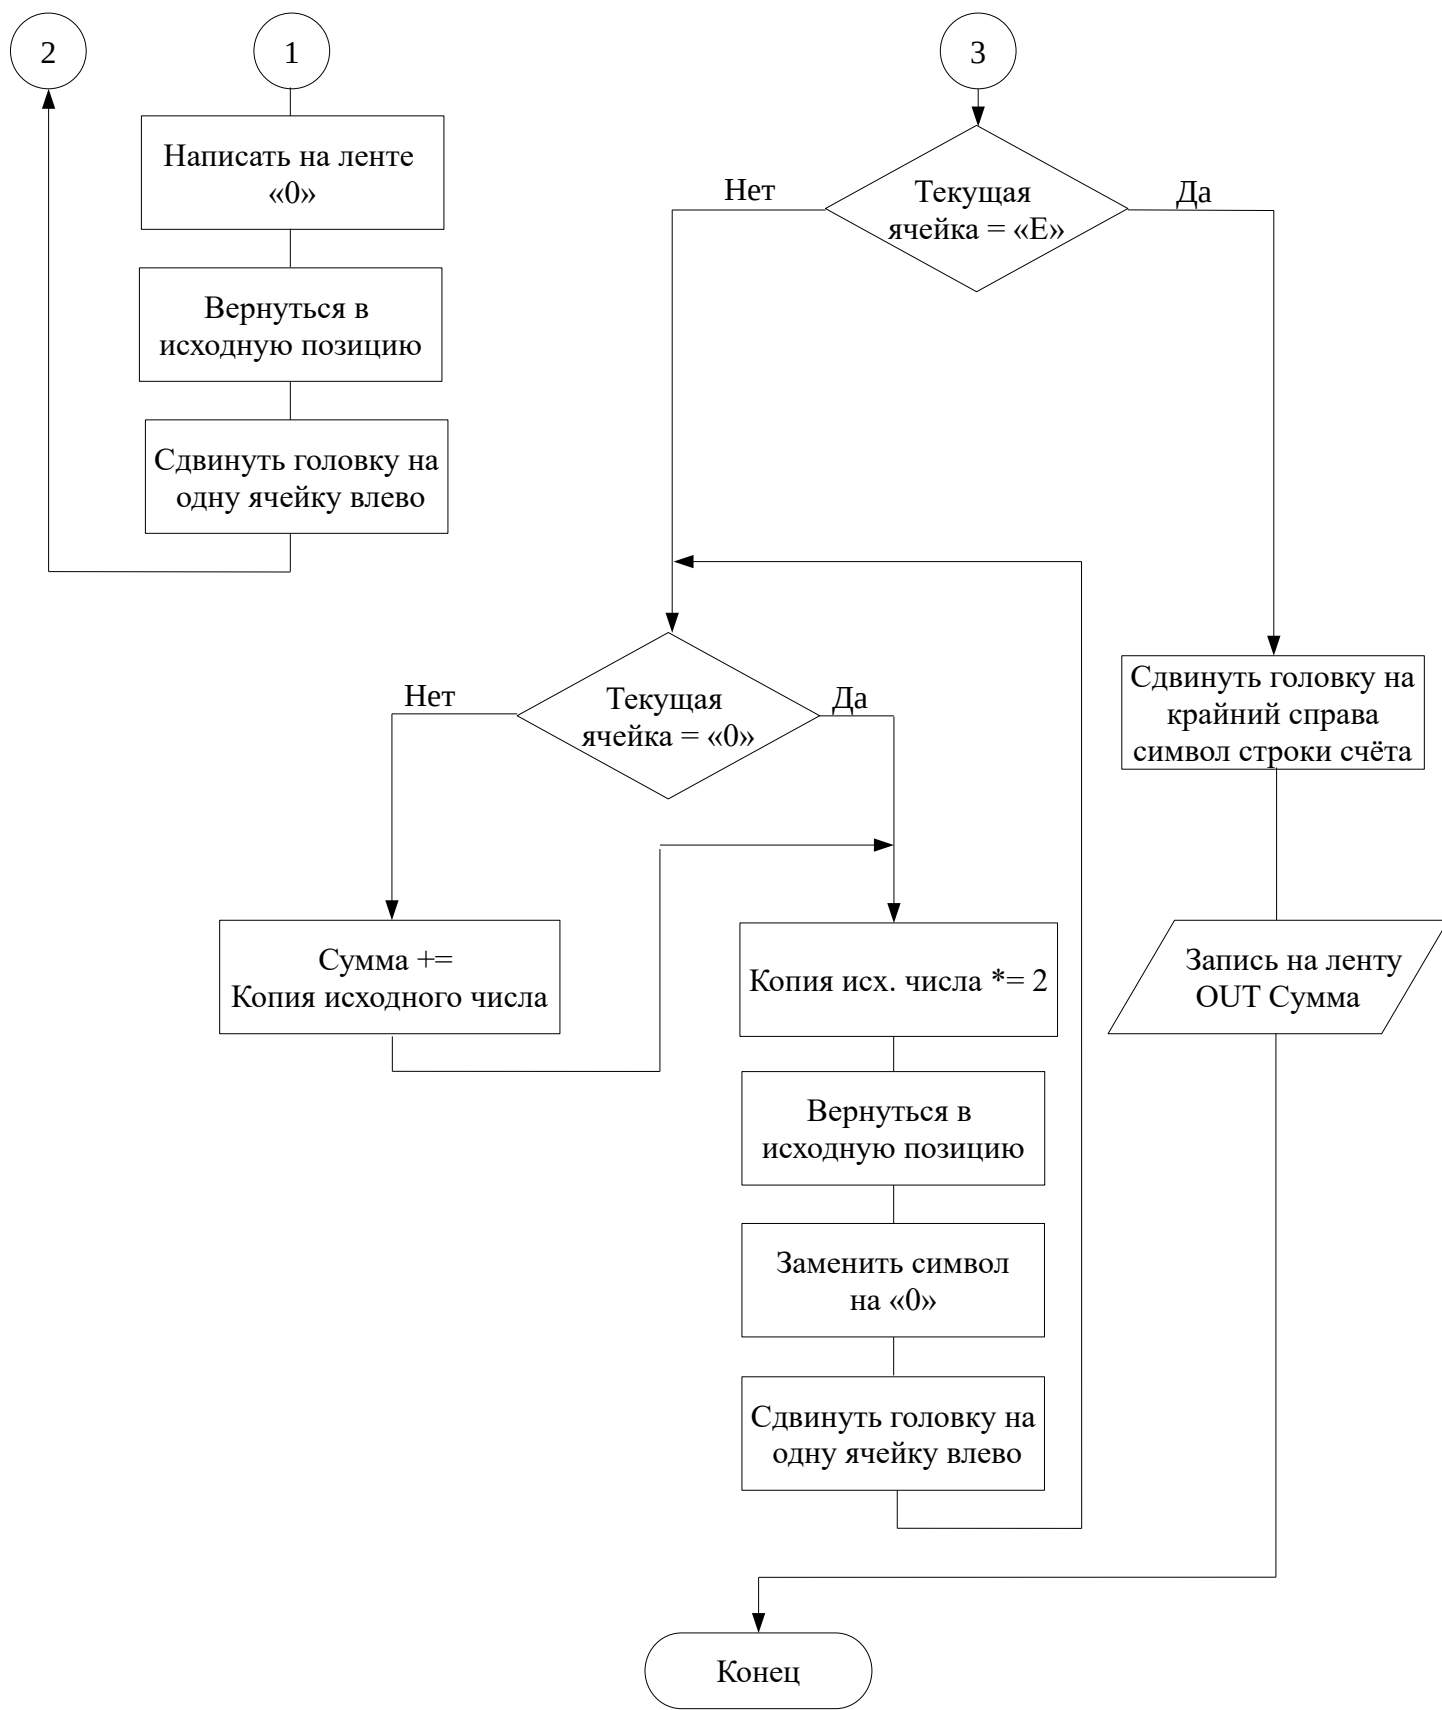 2
1
3
Написать на ленте
«0»
Вернуться в
исходную позицию
Сдвинуть головку на
одну ячейку влево
Нет
Текущая
ячейка = «E»
Да
Нет
Текущая
ячейка = «0»
Да
Сдвинуть головку на
крайний справа
символ строки счёта
Сумма +=
Копия исходного числа
Копия исх. числа *= 2
Запись на ленту
OUT Сумма
Вернуться в
исходную позицию
Заменить символ
на «0»
Сдвинуть головку на
одну ячейку влево
Конец